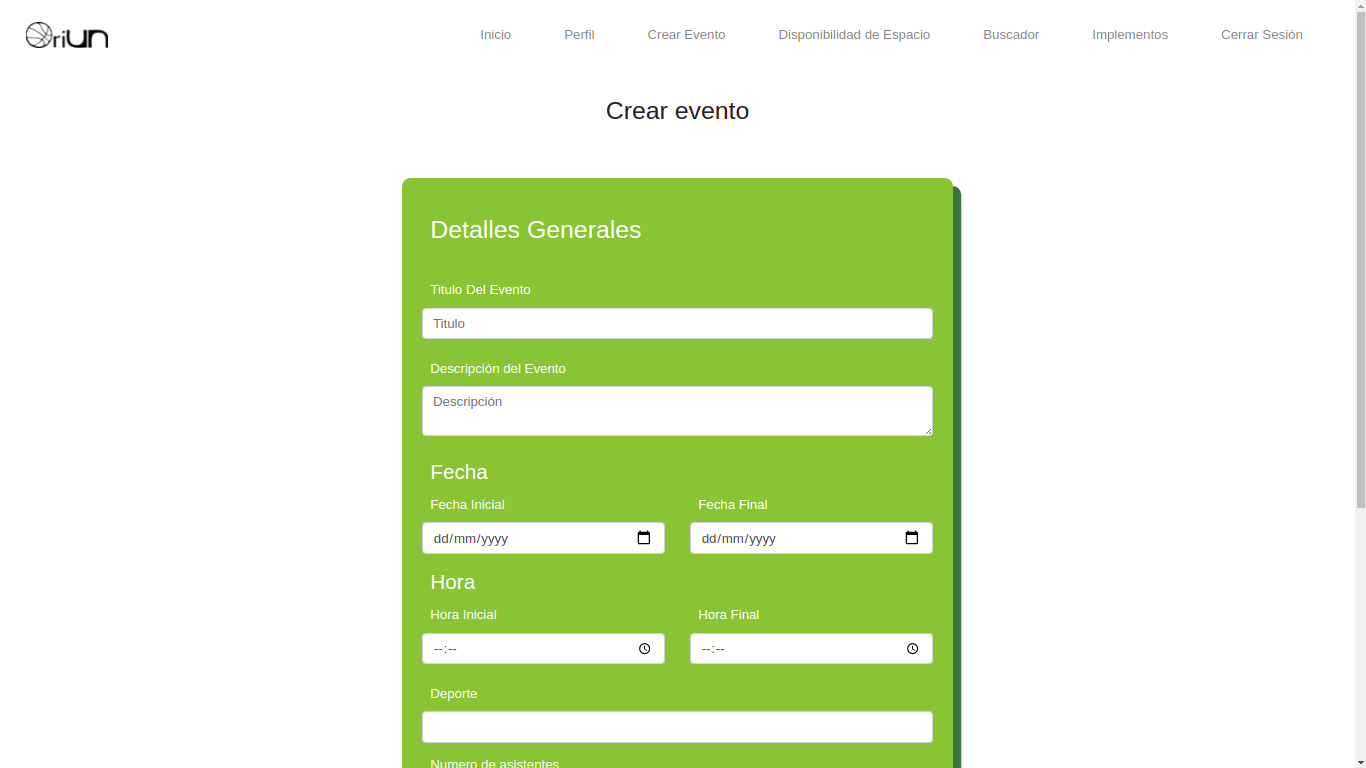 OriUN
Inicio Perfil Crear Evento Disponibilidad de Espacio Buscador Implementos Cerrar Sesión
Crear evento
Detalles Generales
Titulo Del Evento
Titulo
Descripción del Evento
Descripción
Fecha
Fecha Inicial Fecha Final
dd/mm/yyyy dd/mm/yyyy
Hora
Hora Inicial Hora Final
--:-- --:--
Deporte
Numero de asistentes